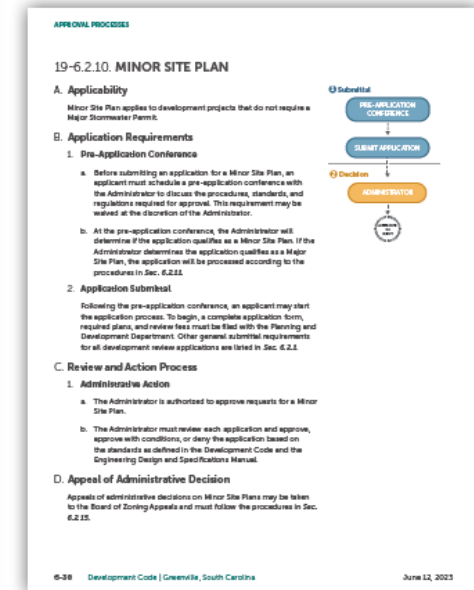 APPROVAL PROCESSES
19-6.2.10. MINOR SITE PLAN
A. Applicability
Minor Site Plan applies to development projects that do not require a
Major Stormwater Permit.
B. Application Requirements
1. Pre-Application Conference
a. Before submitting an application for a Minor Site Plan, an
applicant must schedule a pre-application conference with
the Administrator to discuss the procedures, standards, and
regulations required for approval. This requirement may be
waived at the discretion of the Administrator.
b. At the pre-application conference, the Administrator will
determine if the application qualifies as a Minor Site Plan. If the
Administrator determines the application qualifies as a Major
Site Plan, the application will be processed according to the
procedures in Sec. 6.2.11.
2. Application Submittal
Following the pre-application conference, an applicant may start
the application process. To begin, a complete application form,
required plans, and review fees must be filed with the Planning and
Development Department. Other general submittal requirements
for all development review applications are listed in Sec. 6.2.1.
C. Review and Action Process
1. Administrative Action
a. The Administrator is authorized to approve requests for a Minor
Site Plan.
b. The Administrator must review each application and approve,
approve with conditions, or deny the application based on
the standards as defined in the Development Code and the
Engineering Design and Specifications Manual.
D. Appeal of Administrative Decision
Appeals of administrative decisions on Minor Site Plans may be taken
to the Board of Zoning Appeals and must follow the procedures in Sec.
6.2.15.
1 Submittal
PRE-APPLICATION
CONFERENCE
SUBMIT APPLICATION
2 Decision
ADMINISTRATOR
6-38 Development Code | Greenville, South Carolina
June 12, 2023